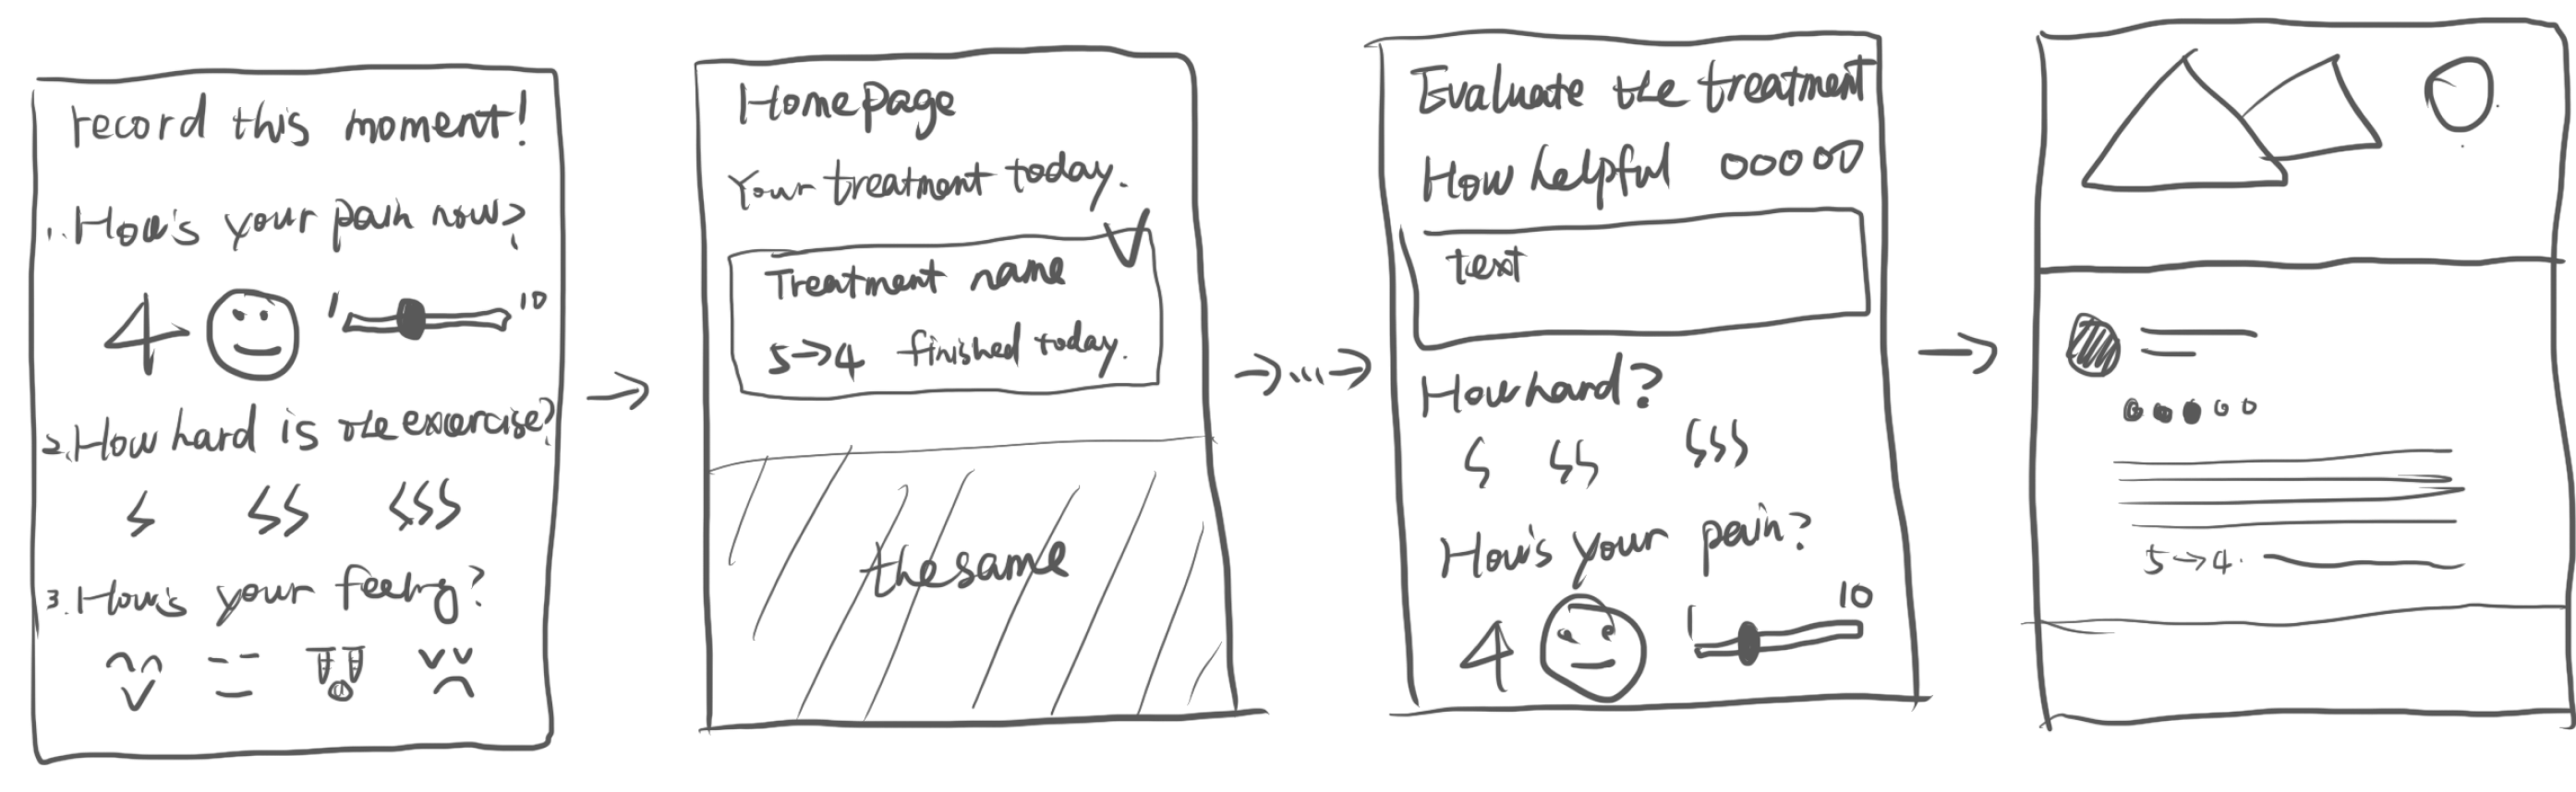 record this moment!
1. How's your pain now?
4 1 10
2. How hard is the exercise?
3. How's your feeling?
Homepage
Your treatment today.
Treatment name
5→4 finished today.
the same
Evaluate the treatment
How helpful
text
How hard?
How's your pain?
4 1 10
5→4.